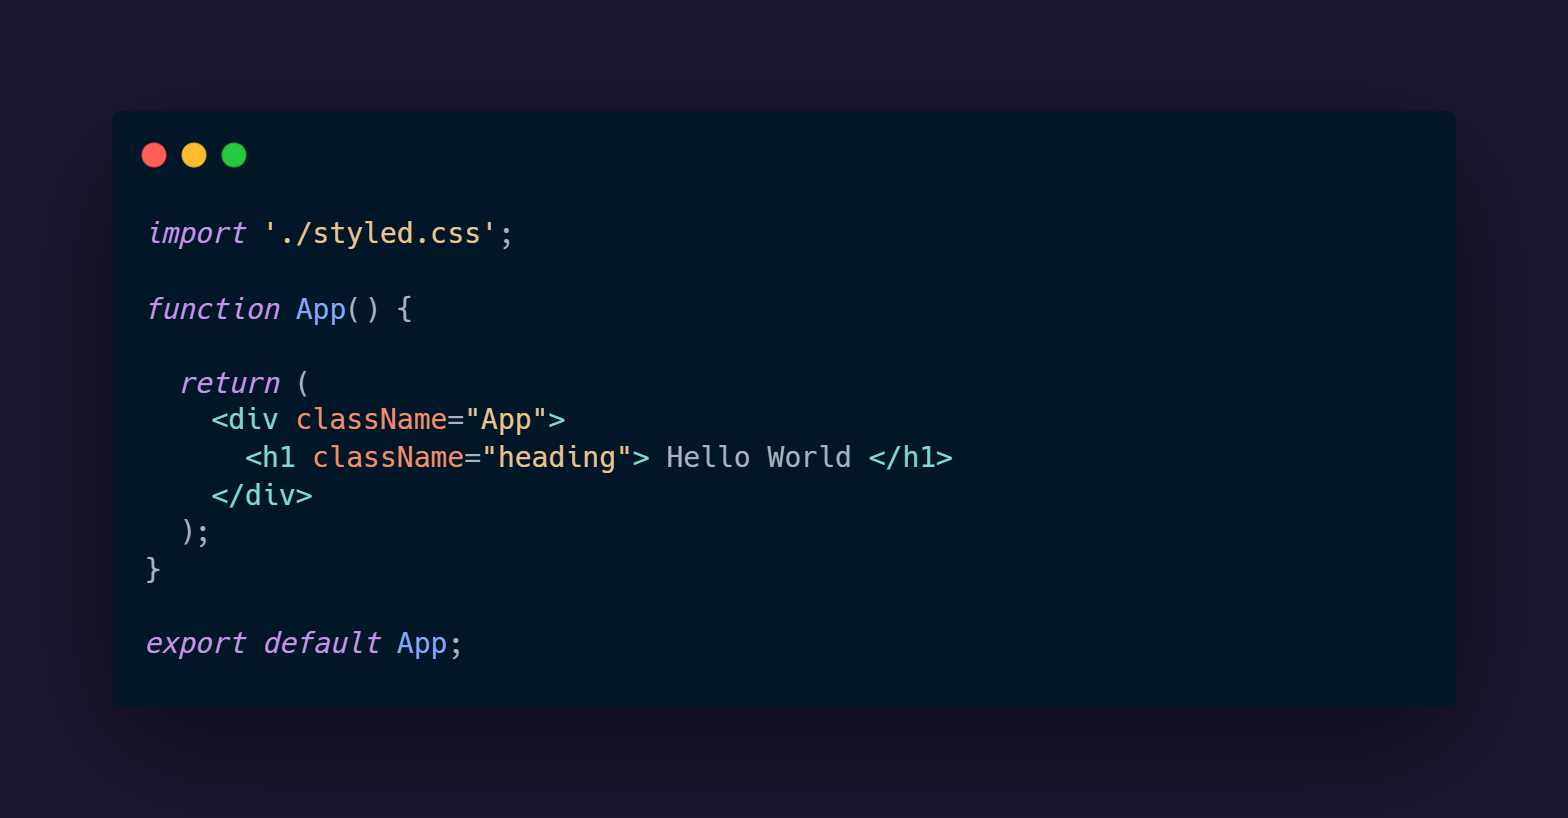 import './styled.css';
function App() {
  return (
    <div className="App">
      <h1 className="heading"> Hello World </h1>
    </div>
  );
}
export default App;